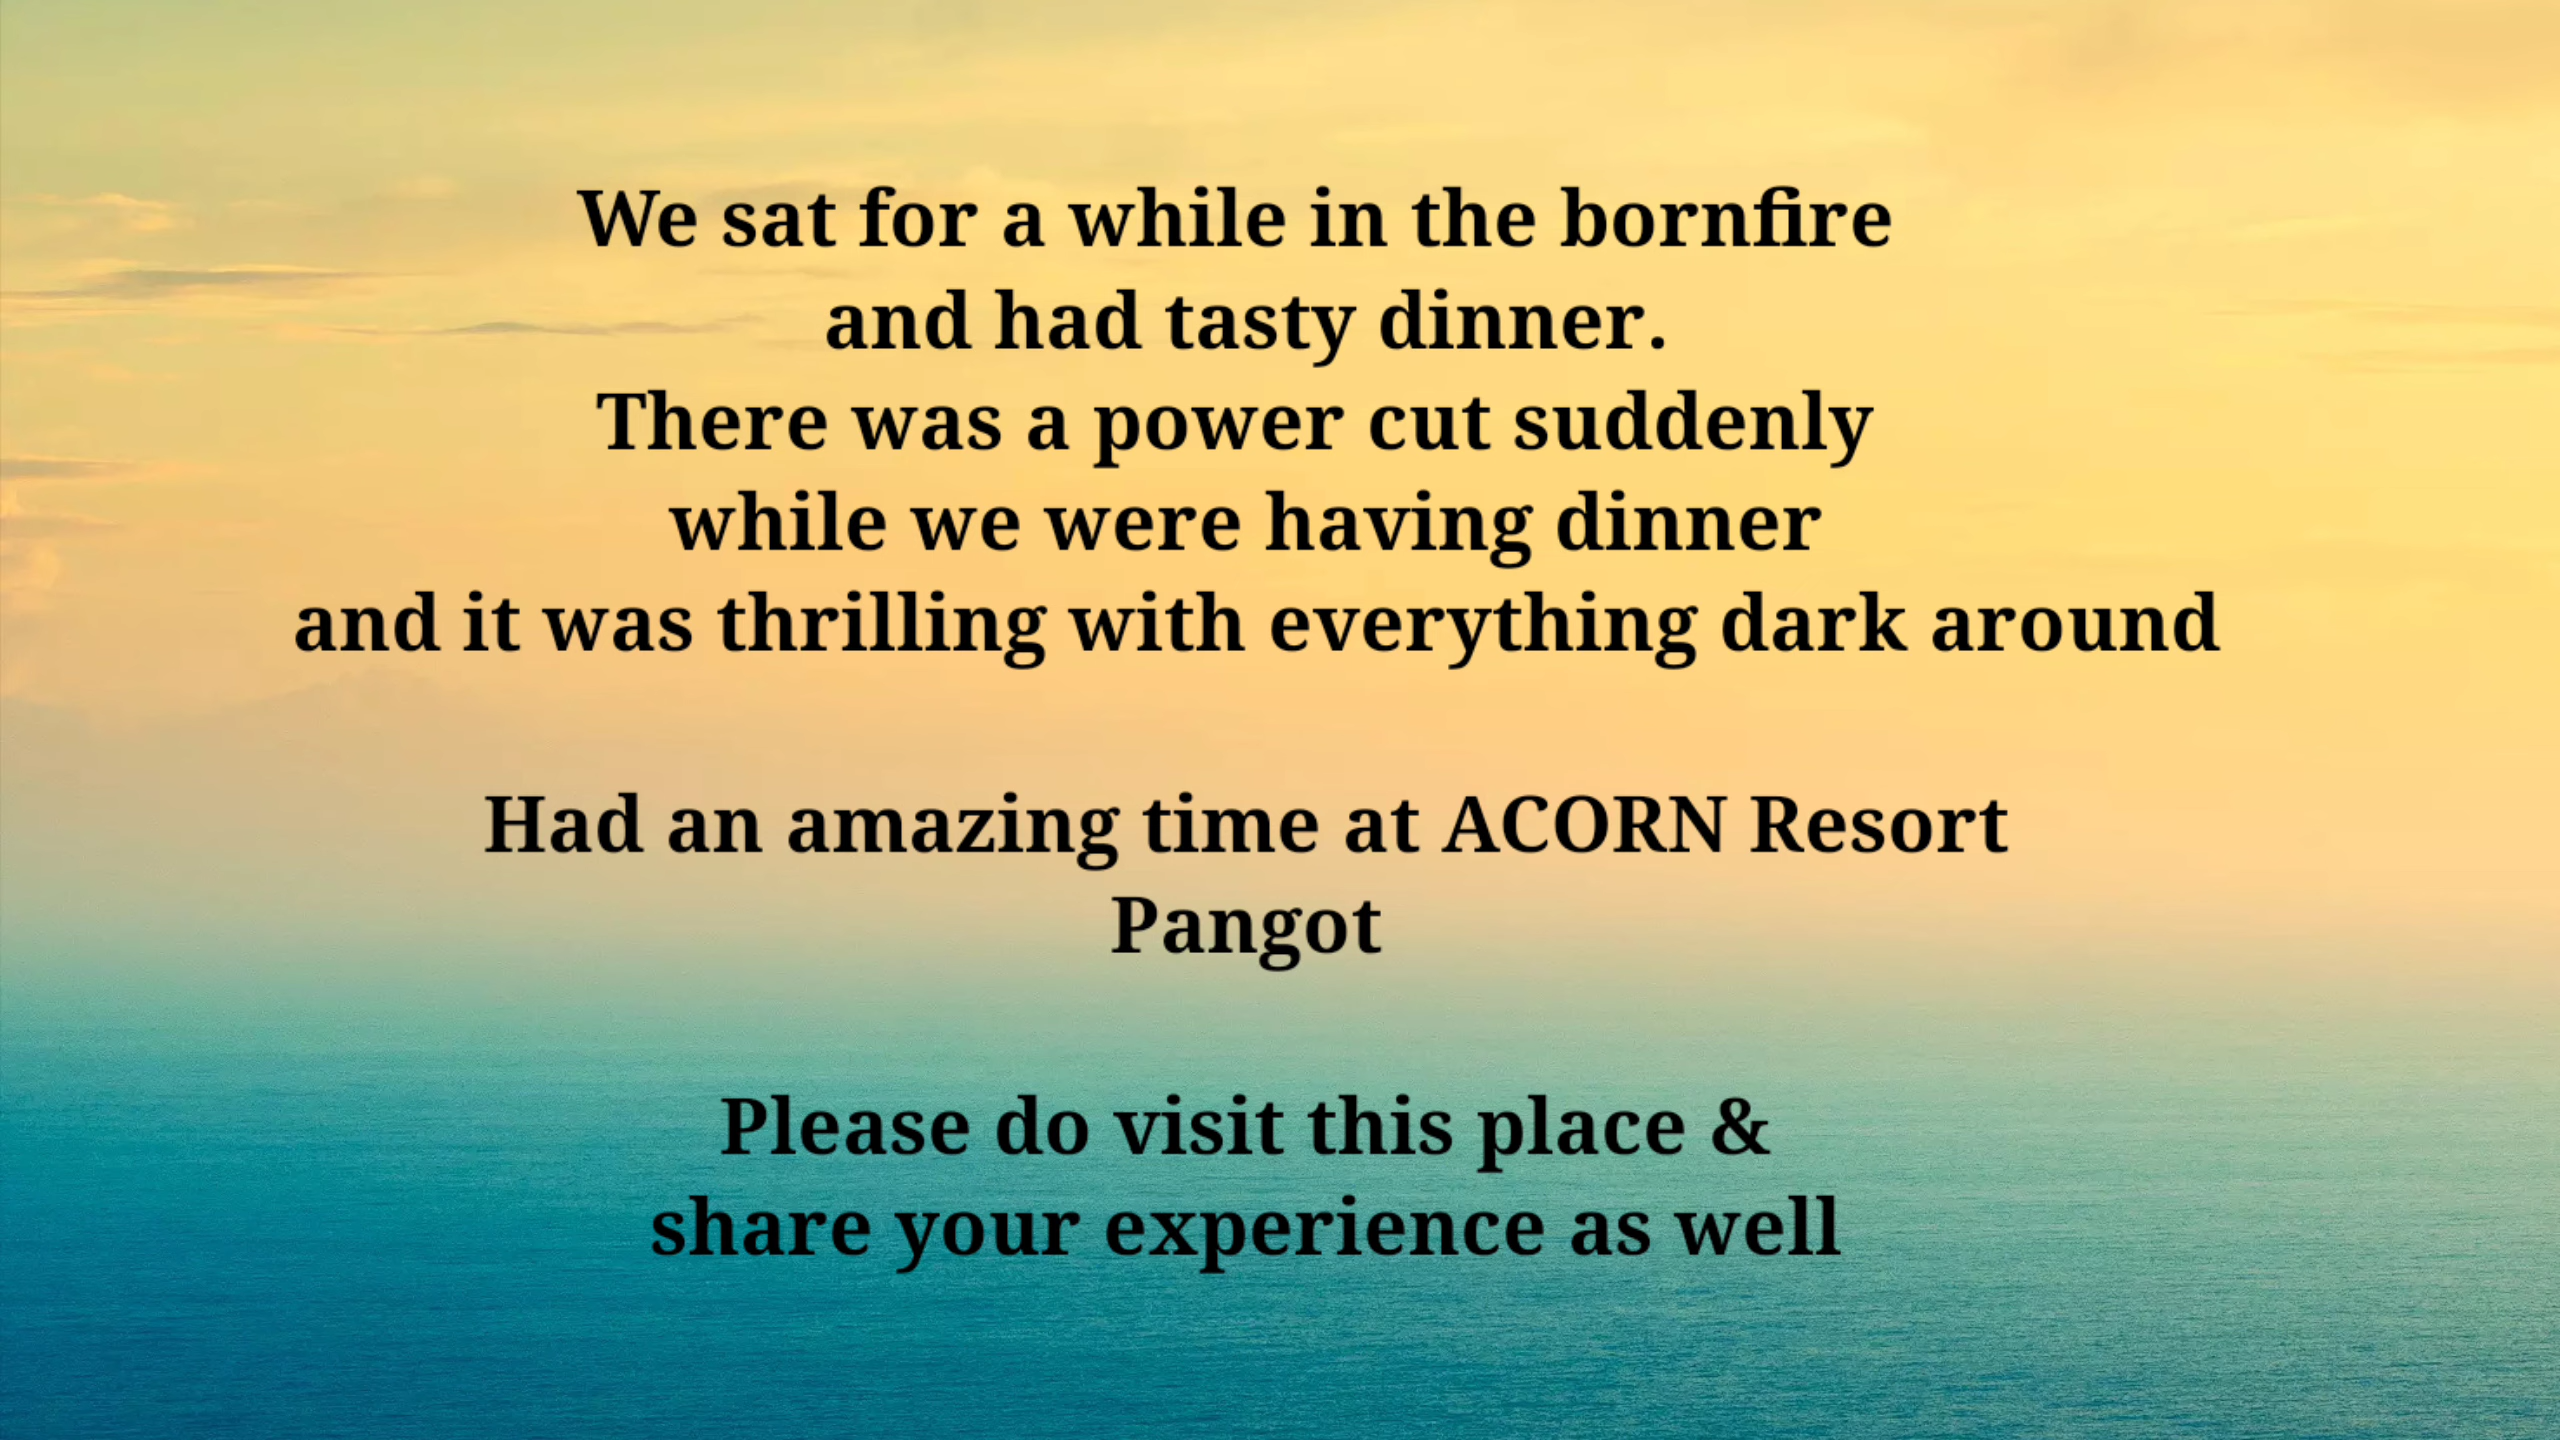 We sat for a while in the bornfire
and had tasty dinner.
There was a power cut suddenly
while we were having dinner
and it was thrilling with everything dark around
Had an amazing time at ACORN Resort
Pangot
Please do visit this place &
share your experience as well